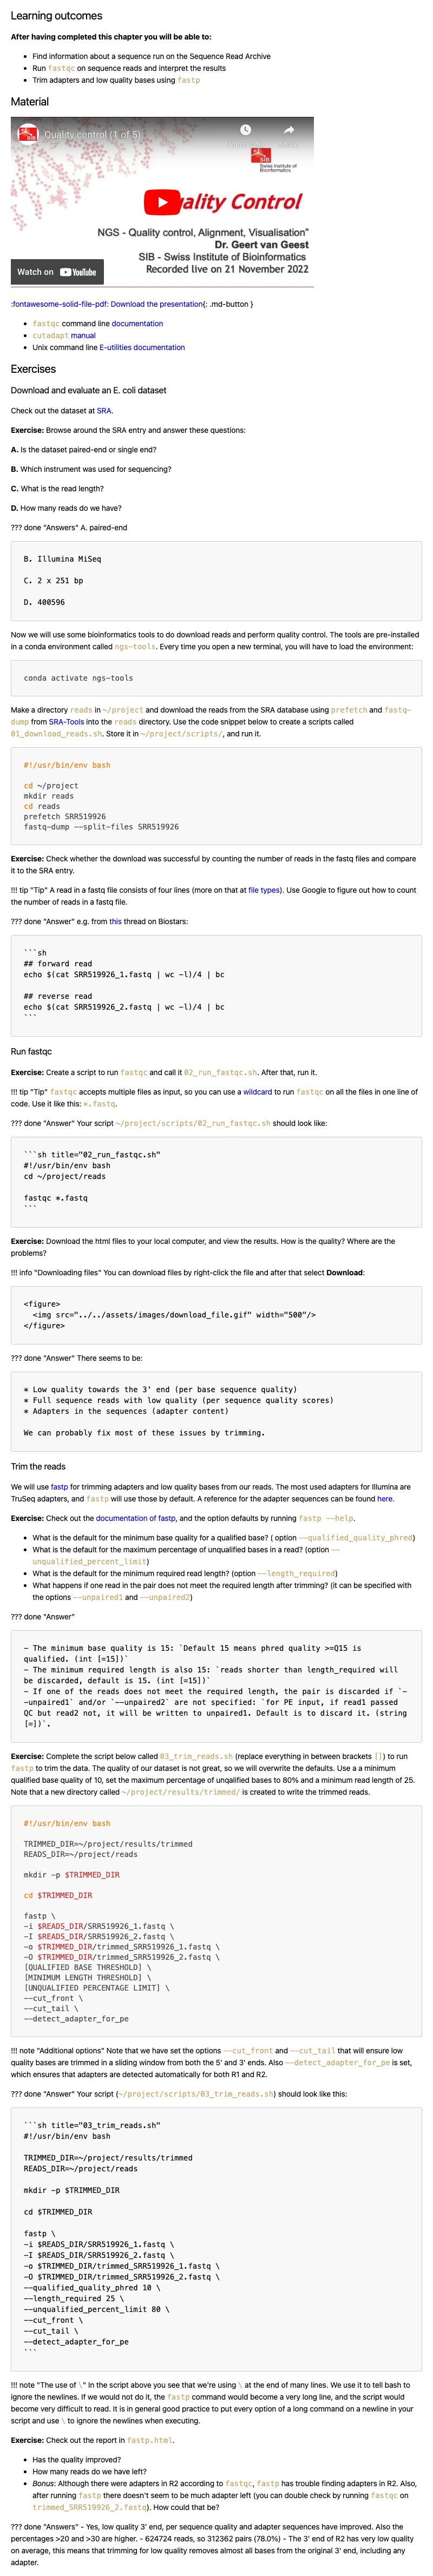 Learning outcomes
After having completed this chapter you will be able to:
Find information about a sequence run on the Sequence Read Archive
Run fastqc on sequence reads and interpret the results
Trim adapters and low quality bases using fastp
Material
Quality control (1 of 5)
SIB
Swiss Institute of
Bioinformatics
ality Control
NGS - Quality control, Alignment, Visualisation"
Dr. Geert van Geest
SIB - Swiss Institute of Bioinformatics
Recorded live on 21 November 2022
Watch on YouTube
:fontawesome-solid-file-pdf: Download the presentation{: .md-button }
fastqc command line documentation
cutadapt manual
Unix command line E-utilities documentation
Exercises
Download and evaluate an E. coli dataset
Check out the dataset at SRA.
Exercise: Browse around the SRA entry and answer these questions:
A. Is the dataset paired-end or single end?
B. Which instrument was used for sequencing?
C. What is the read length?
D. How many reads do we have?
??? done "Answers" A. paired-end
B. Illumina MiSeq
C. 2 x 251 bp
D. 400596
Now we will use some bioinformatics tools to do download reads and perform quality control. The tools are pre-installed
in a conda environment called ngs-tools. Every time you open a new terminal, you will have to load the environment:
conda activate ngs-tools
Make a directory reads in ~/project and download the reads from the SRA database using prefetch and fastq-
dump from SRA-Tools into the reads directory. Use the code snippet below to create a scripts called
01_download_reads.sh. Store it in ~/project/scripts/, and run it.
#!/usr/bin/env bash
cd ~/project
mkdir reads
cd reads
prefetch SRR519926
fastq-dump --split-files SRR519926
Exercise: Check whether the download was successful by counting the number of reads in the fastq files and compare
it to the SRA entry.
!!! tip "Tip" A read in a fastq file consists of four lines (more on that at file types). Use Google to figure out how to count
the number of reads in a fastq file.
??? done "Answer" e.g. from this thread on Biostars:
```sh
## forward read
echo $(cat SRR519926_1.fastq | wc -l)/4 | bc
## reverse read
echo $(cat SRR519926_2.fastq | wc -l)/4 | bc
```
Run fastqc
Exercise: Create a script to run fastqc and call it 02_run_fastqc.sh. After that, run it.
!!! tip "Tip" fastqc accepts multiple files as input, so you can use a wildcard to run fastqc on all the files in one line of
code. Use it like this: *.fastq.
??? done "Answer" Your script ~/project/scripts/02_run_fastqc.sh should look like:
```sh title="02_run_fastqc.sh"
#!/usr/bin/env bash
cd ~/project/reads
fastqc *.fastq
```
Exercise: Download the html files to your local computer, and view the results. How is the quality? Where are the
problems?
!!! info "Downloading files" You can download files by right-click the file and after that select Download:
<figure>
<img src="../../assets/images/download_file.gif" width="500"/>
</figure>
??? done "Answer" There seems to be:
* Low quality towards the 3' end (per base sequence quality)
* Full sequence reads with low quality (per sequence quality scores)
* Adapters in the sequences (adapter content)
We can probably fix most of these issues by trimming.
Trim the reads
We will use fastp for trimming adapters and low quality bases from our reads. The most used adapters for Illumina are
TruSeq adapters, and fastp will use those by default. A reference for the adapter sequences can be found here.
Exercise: Check out the documentation of fastp, and the option defaults by running fastp --help.
What is the default for the minimum base quality for a qualified base? ( option --qualified_quality_phred)
What is the default for the maximum percentage of unqualified bases in a read? (option --
unqualified_percent_limit)
What is the default for the minimum required read length? (option --length_required)
What happens if one read in the pair does not meet the required length after trimming? (it can be specified with
the options --unpaired1 and --unpaired2)
??? done "Answer"
- The minimum base quality is 15: `Default 15 means phred quality >=Q15 is
qualified. (int [=15])`
- The minimum required length is also 15: `reads shorter than length_required will
be discarded, default is 15. (int [=15])`
- If one of the reads does not meet the required length, the pair is discarded if `-
-unpaired1` and/or `--unpaired2` are not specified: `for PE input, if read1 passed
QC but read2 not, it will be written to unpaired1. Default is to discard it. (string
[=])`.
Exercise: Complete the script below called 03_trim_reads.sh (replace everything in between brackets []) to run
fastp to trim the data. The quality of our dataset is not great, so we will overwrite the defaults. Use a a minimum
qualified base quality of 10, set the maximum percentage of unqalified bases to 80% and a minimum read length of 25.
Note that a new directory called ~/project/results/trimmed/ is created to write the trimmed reads.
#!/usr/bin/env bash
TRIMMED_DIR=~/project/results/trimmed
READS_DIR=~/project/reads
mkdir -p $TRIMMED_DIR
cd $TRIMMED_DIR
fastp \
-i $READS_DIR/SRR519926_1.fastq \
-I $READS_DIR/SRR519926_2.fastq \
-o $TRIMMED_DIR/trimmed_SRR519926_1.fastq \
-O $TRIMMED_DIR/trimmed_SRR519926_2.fastq \
[QUALIFIED BASE THRESHOLD] \
[MINIMUM LENGTH THRESHOLD] \
[UNQUALIFIED PERCENTAGE LIMIT] \
--cut_front \
--cut_tail \
--detect_adapter_for_pe
!!! note "Additional options" Note that we have set the options --cut_front and --cut_tail that will ensure low
quality bases are trimmed in a sliding window from both the 5' and 3' ends. Also --detect_adapter_for_pe is set,
which ensures that adapters are detected automatically for both R1 and R2.
??? done "Answer" Your script (~/project/scripts/03_trim_reads.sh) should look like this:
```sh title="03_trim_reads.sh"
#!/usr/bin/env bash
TRIMMED_DIR=~/project/results/trimmed
READS_DIR=~/project/reads
mkdir -p $TRIMMED_DIR
cd $TRIMMED_DIR
fastp \
-i $READS_DIR/SRR519926_1.fastq \
-I $READS_DIR/SRR519926_2.fastq \
-o $TRIMMED_DIR/trimmed_SRR519926_1.fastq \
-O $TRIMMED_DIR/trimmed_SRR519926_2.fastq \
--qualified_quality_phred 10 \
--length_required 25 \
--unqualified_percent_limit 80 \
--cut_front \
--cut_tail \
--detect_adapter_for_pe
```
!!! note "The use of \" In the script above you see that we're using \ at the end of many lines. We use it to tell bash to
ignore the newlines. If we would not do it, the fastp command would become a very long line, and the script would
become very difficult to read. It is in general good practice to put every option of a long command on a newline in your
script and use \ to ignore the newlines when executing.
Exercise: Check out the report in fastp.html.
Has the quality improved?
How many reads do we have left?
Bonus: Although there were adapters in R2 according to fastqc, fastp has trouble finding adapters in R2. Also,
after running fastp there doesn't seem to be much adapter left (you can double check by running fastqc on
trimmed_SRR519926_2.fastq). How could that be?
??? done "Answers" - Yes, low quality 3' end, per sequence quality and adapter sequences have improved. Also the
percentages >20 and >30 are higher. - 624724 reads, so 312362 pairs (78.0%) - The 3' end of R2 has very low quality
on average, this means that trimming for low quality removes almost all bases from the original 3' end, including any
adapter.